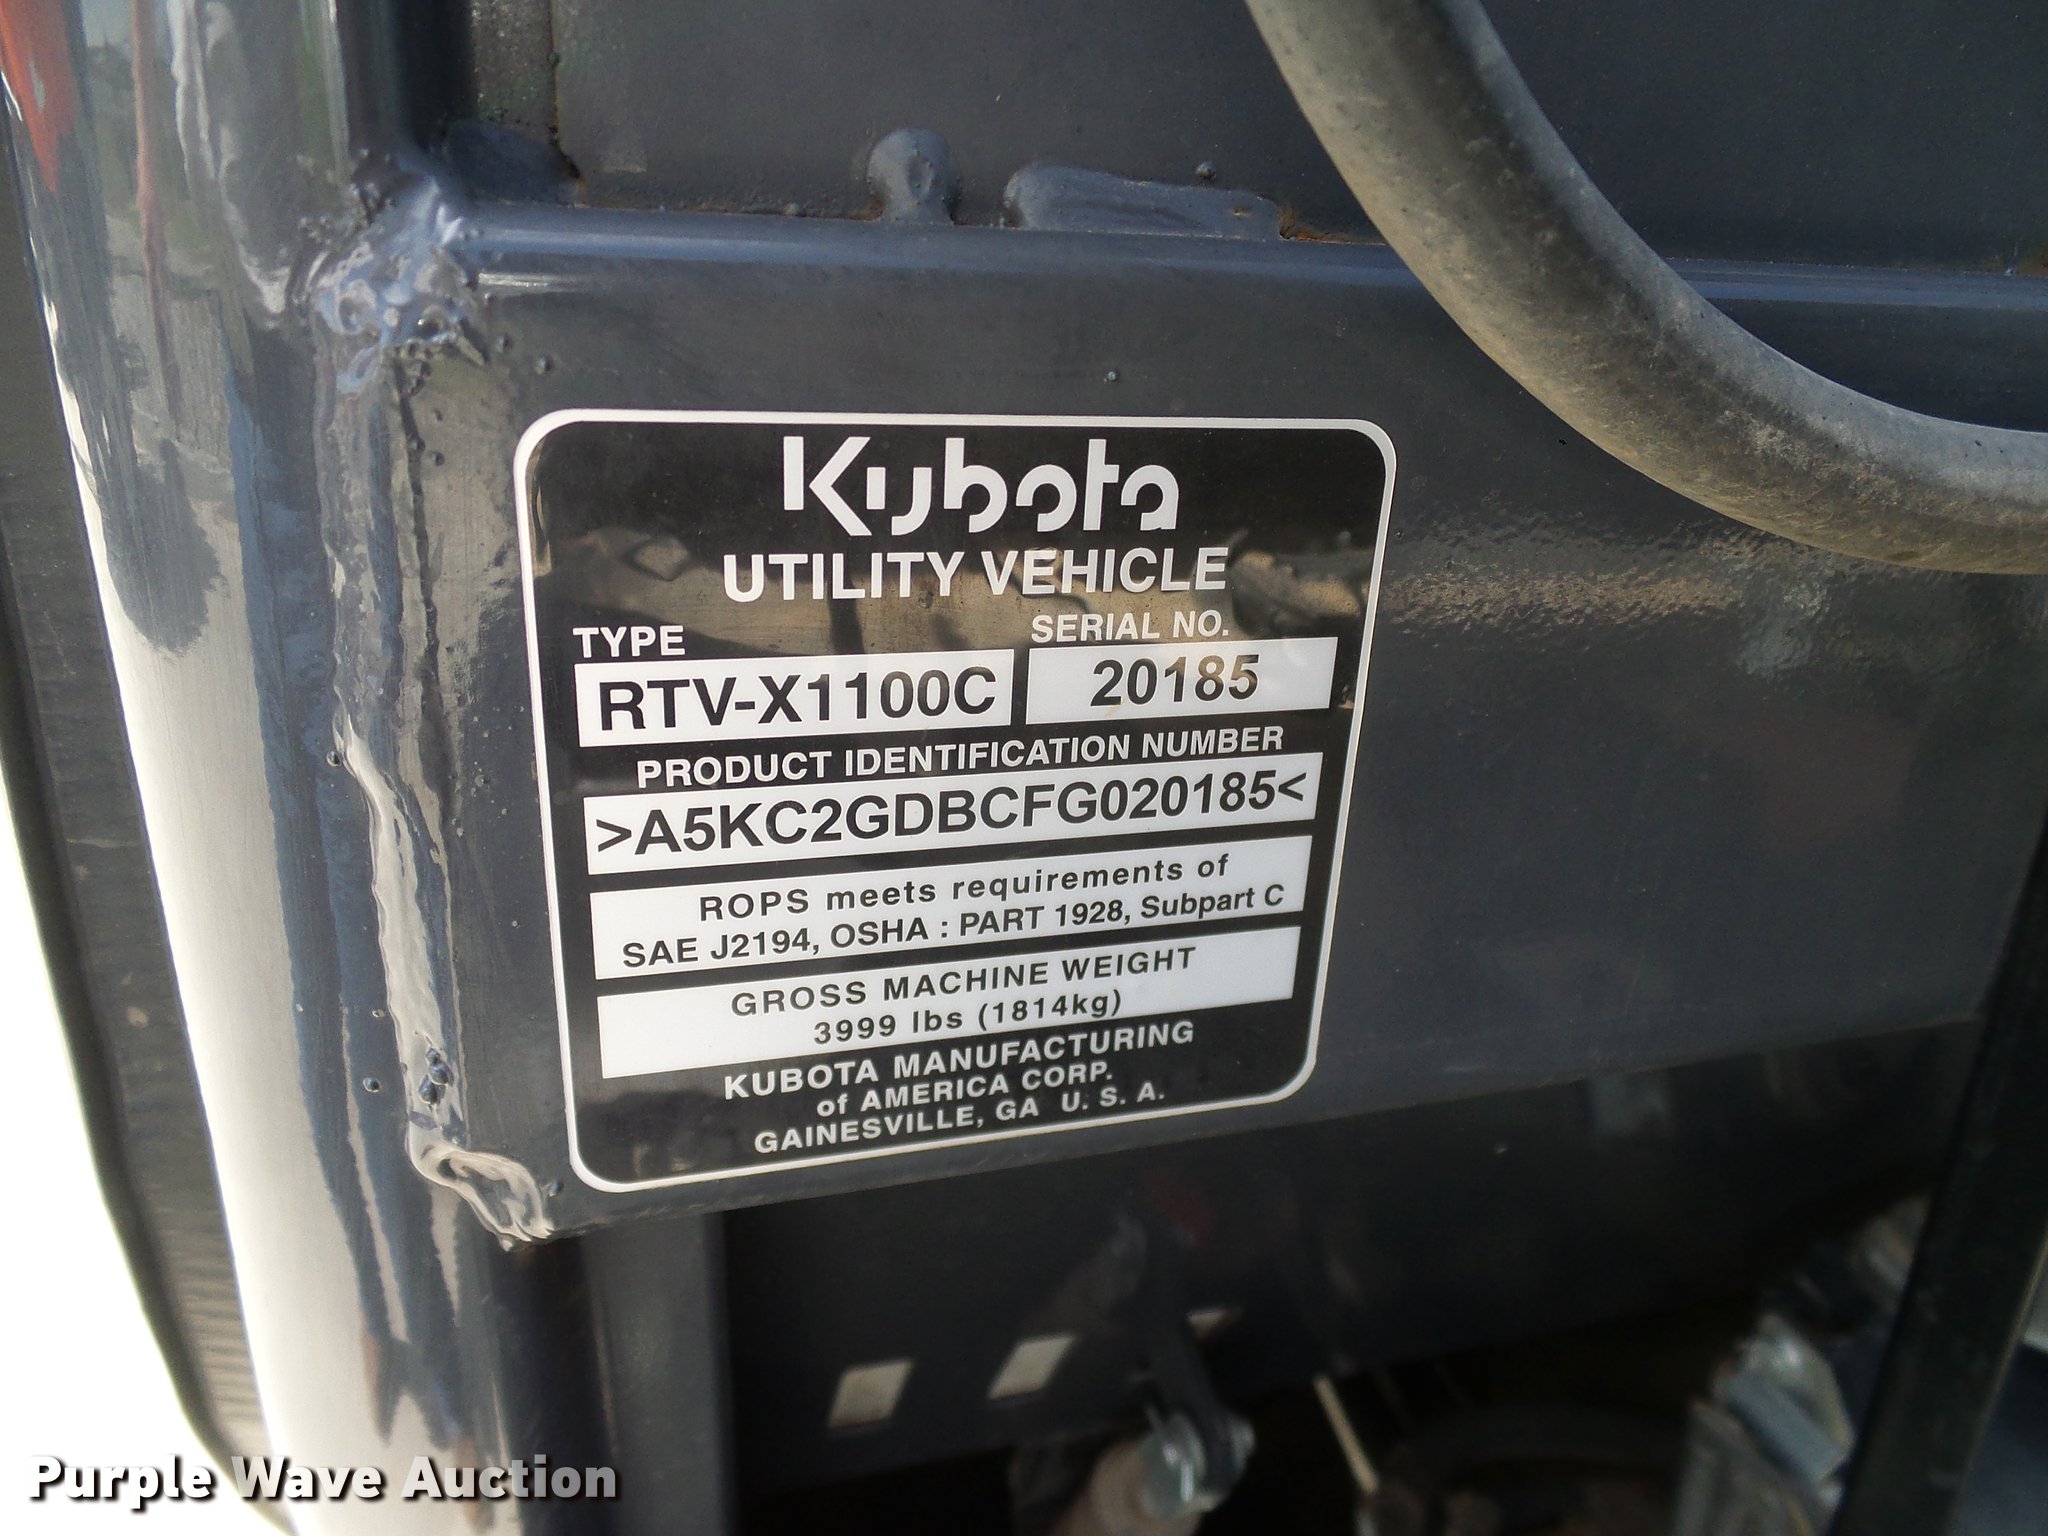 Kubota
UTILITY VEHICLE
TYPE SERIAL NO.
RTV-X1100C 20185
PRODUCT IDENTIFICATION NUMBER
>A5KC2GDBCFG020185<
ROPS meets requirements of
SAE J2194, OSHA : PART 1928, Subpart C
GROSS MACHINE WEIGHT
3999 lbs (1814kg)
KUBOTA MANUFACTURING
of AMERICA CORP.
GAINESVILLE, GA U. S. A.
Purple Wave Auction